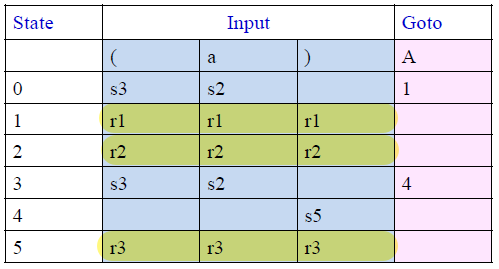 State Input Goto
( a ) A
0 s3 s2 1
1 r1 r1 r1
2 r2 r2 r2
3 s3 s2 4
4 s5
5 r3 r3 r3